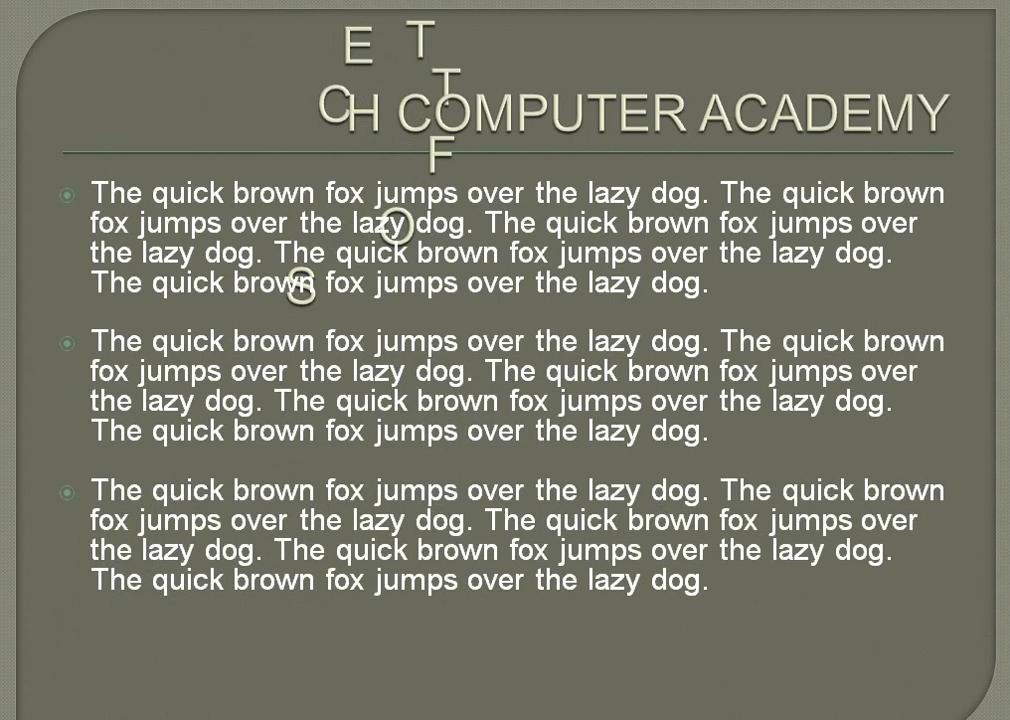 S O F T T E C H COMPUTER ACADEMY
The quick brown fox jumps over the lazy dog. The quick brown
fox jumps over the lazy dog. The quick brown fox jumps over
the lazy dog. The quick brown fox jumps over the lazy dog.
The quick brown fox jumps over the lazy dog.
The quick brown fox jumps over the lazy dog. The quick brown
fox jumps over the lazy dog. The quick brown fox jumps over
the lazy dog. The quick brown fox jumps over the lazy dog.
The quick brown fox jumps over the lazy dog.
The quick brown fox jumps over the lazy dog. The quick brown
fox jumps over the lazy dog. The quick brown fox jumps over
the lazy dog. The quick brown fox jumps over the lazy dog.
The quick brown fox jumps over the lazy dog.